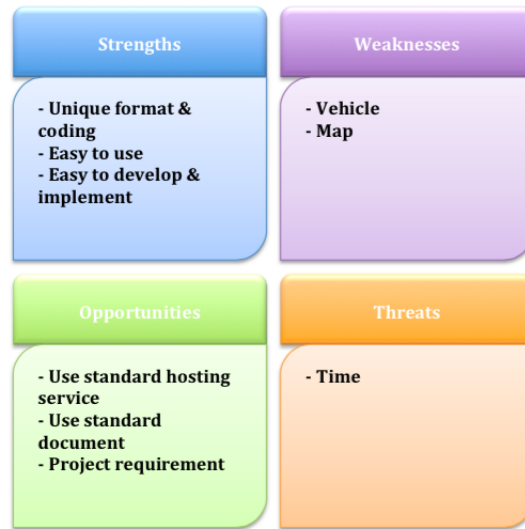 Strengths
- Unique format &
coding
- Easy to use
- Easy to develop &
implement
Weaknesses
- Vehicle
- Map
Opportunities
- Use standard hosting
service
- Use standard
document
- Project requirement
Threats
- Time